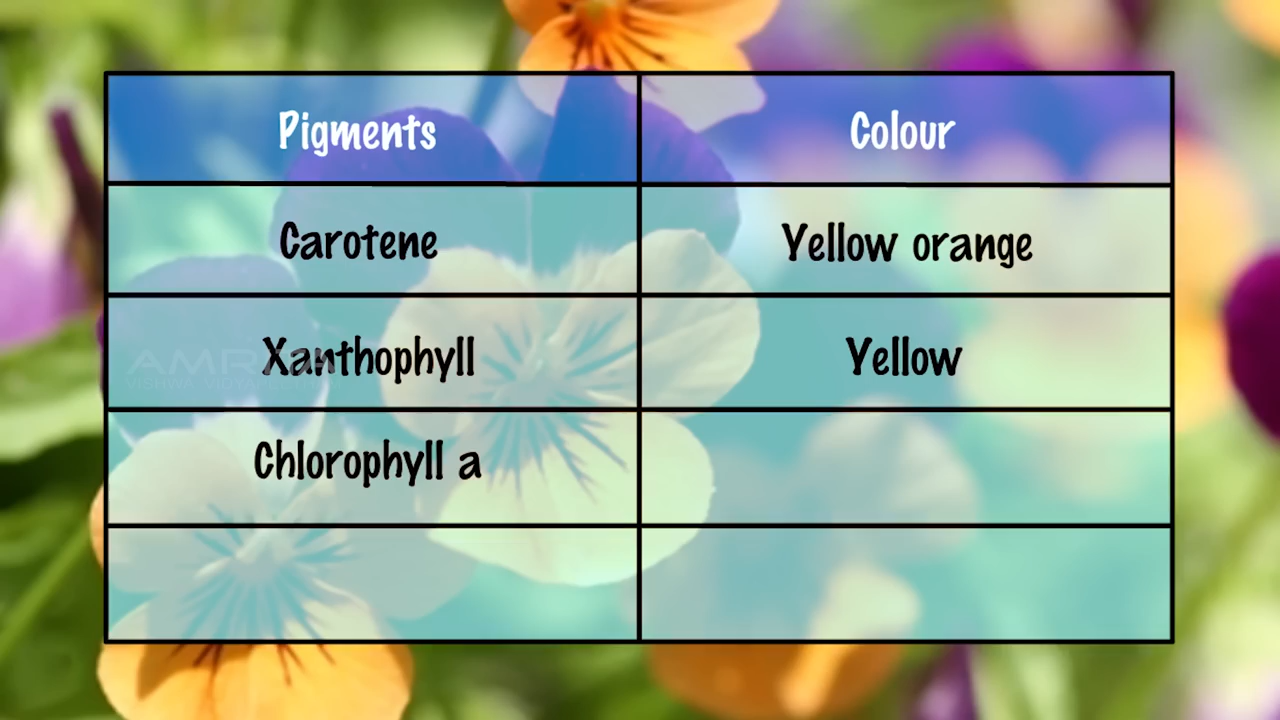 Pigments Colour
Carotene Yellow orange
Xanthophyll Yellow
Chlorophyll a